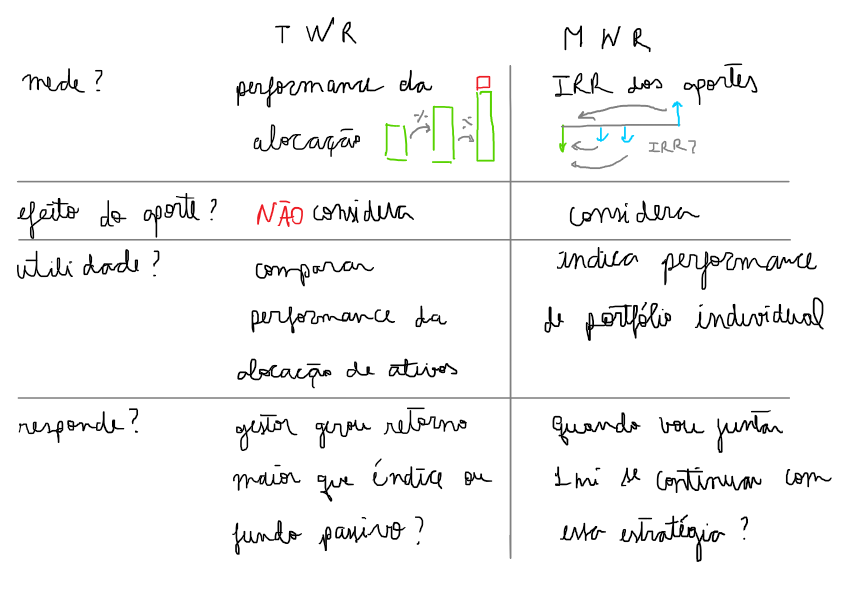 TWR MWR
mede? performance da IRR dos aportes
alocação % % IRR?
efeito do aporte? NÃO considera considera
utilidade? comparar indica performance
performance da de portfólio individual
alocação de ativos
responde? gestor gerou retorno quando vou juntar
maior que índice ou 1mi se continuar com
fundo passivo? essa estratégia?